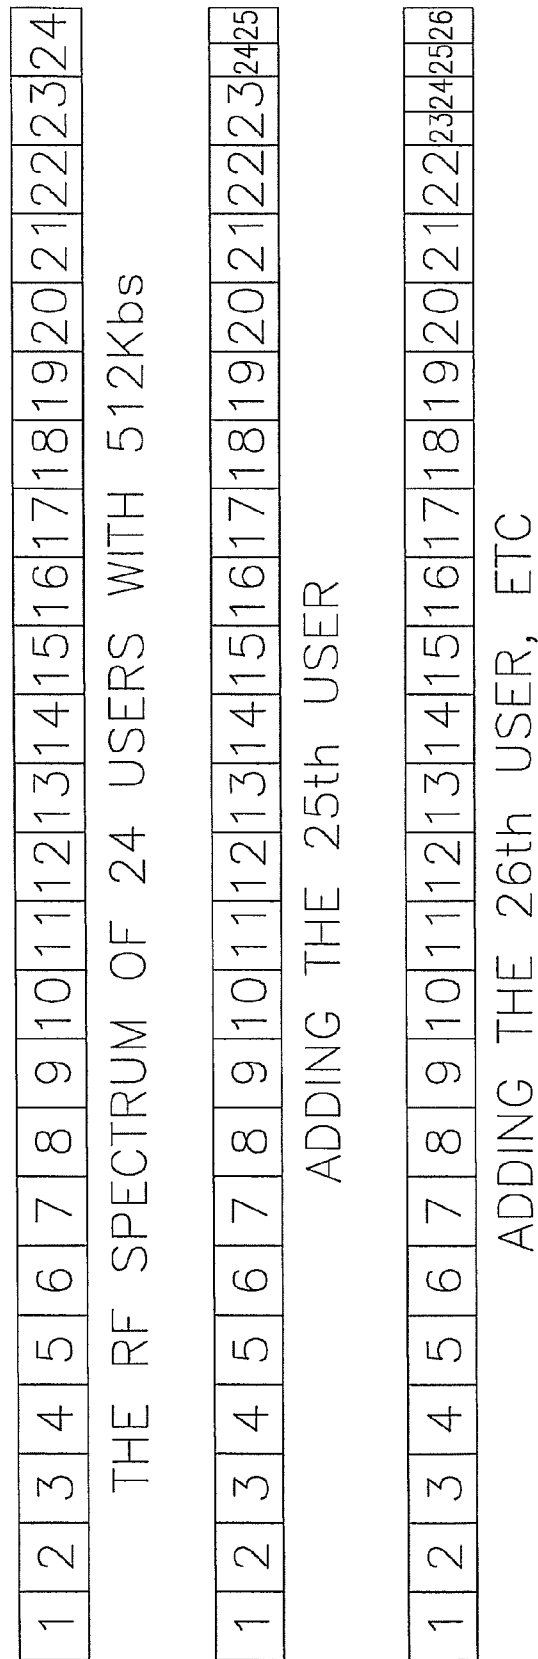 1 2 3 4 5 6 7 8 9 10 11 12 13 14 15 16 17 18 19 20 21 22 23 24
THE RF SPECTRUM OF 24 USERS WITH 512Kbs
1 2 3 4 5 6 7 8 9 10 11 12 13 14 15 16 17 18 19 20 21 22 23 24 25
ADDING THE 25th USER
1 2 3 4 5 6 7 8 9 10 11 12 13 14 15 16 17 18 19 20 21 22 23 24 25 26
ADDING THE 26th USER, ETC